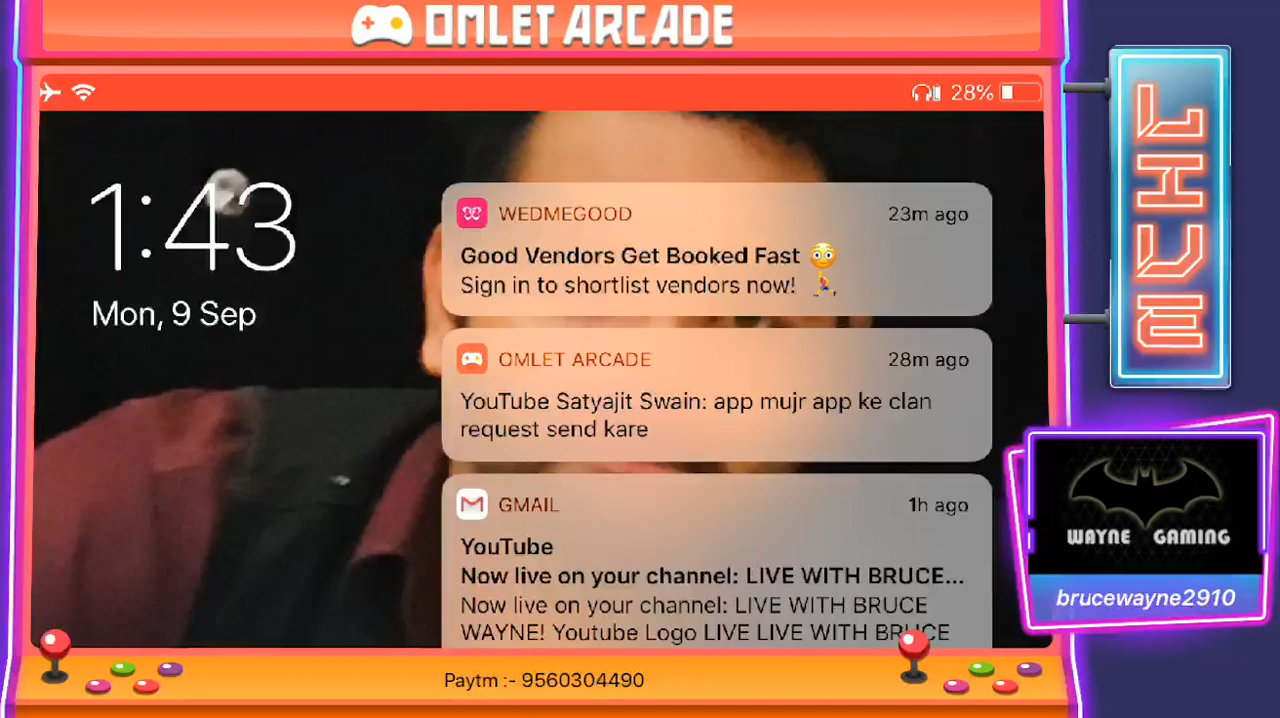 OMLET ARCADE
28%
LIVE
1:43
Mon, 9 Sep
WEDMEGOOD 23m ago
Good Vendors Get Booked Fast 😳
Sign in to shortlist vendors now! 🏃
OMLET ARCADE 28m ago
YouTube Satyajit Swain: app mujr app ke clan
request send kare
GMAIL 1h ago
YouTube
Now live on your channel: LIVE WITH BRUCE...
Now live on your channel: LIVE WITH BRUCE
WAYNE! Youtube Logo LIVE LIVE WITH BRUCE
WAYNE GAMING
brucewayne2910
Paytm :- 9560304490